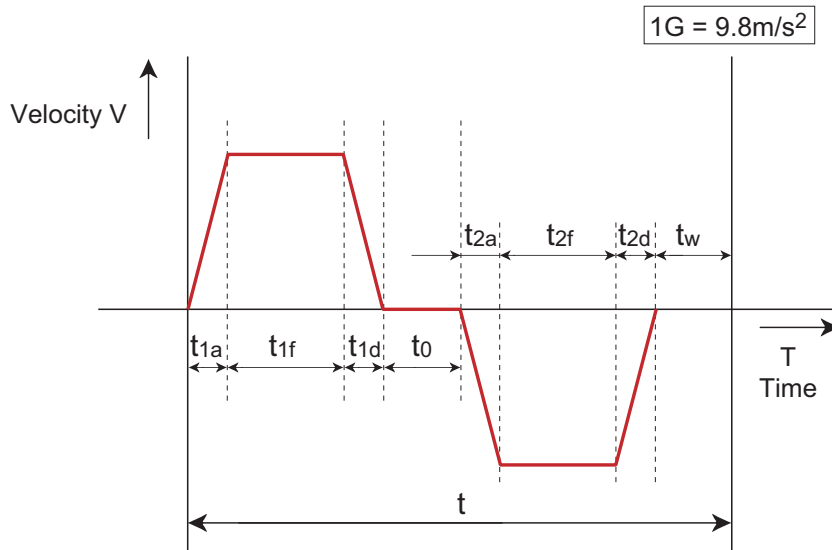 1G = 9.8m/s²
Velocity V
t2a t2f t2d tw
t1a t1f t1d t0
T
Time
t